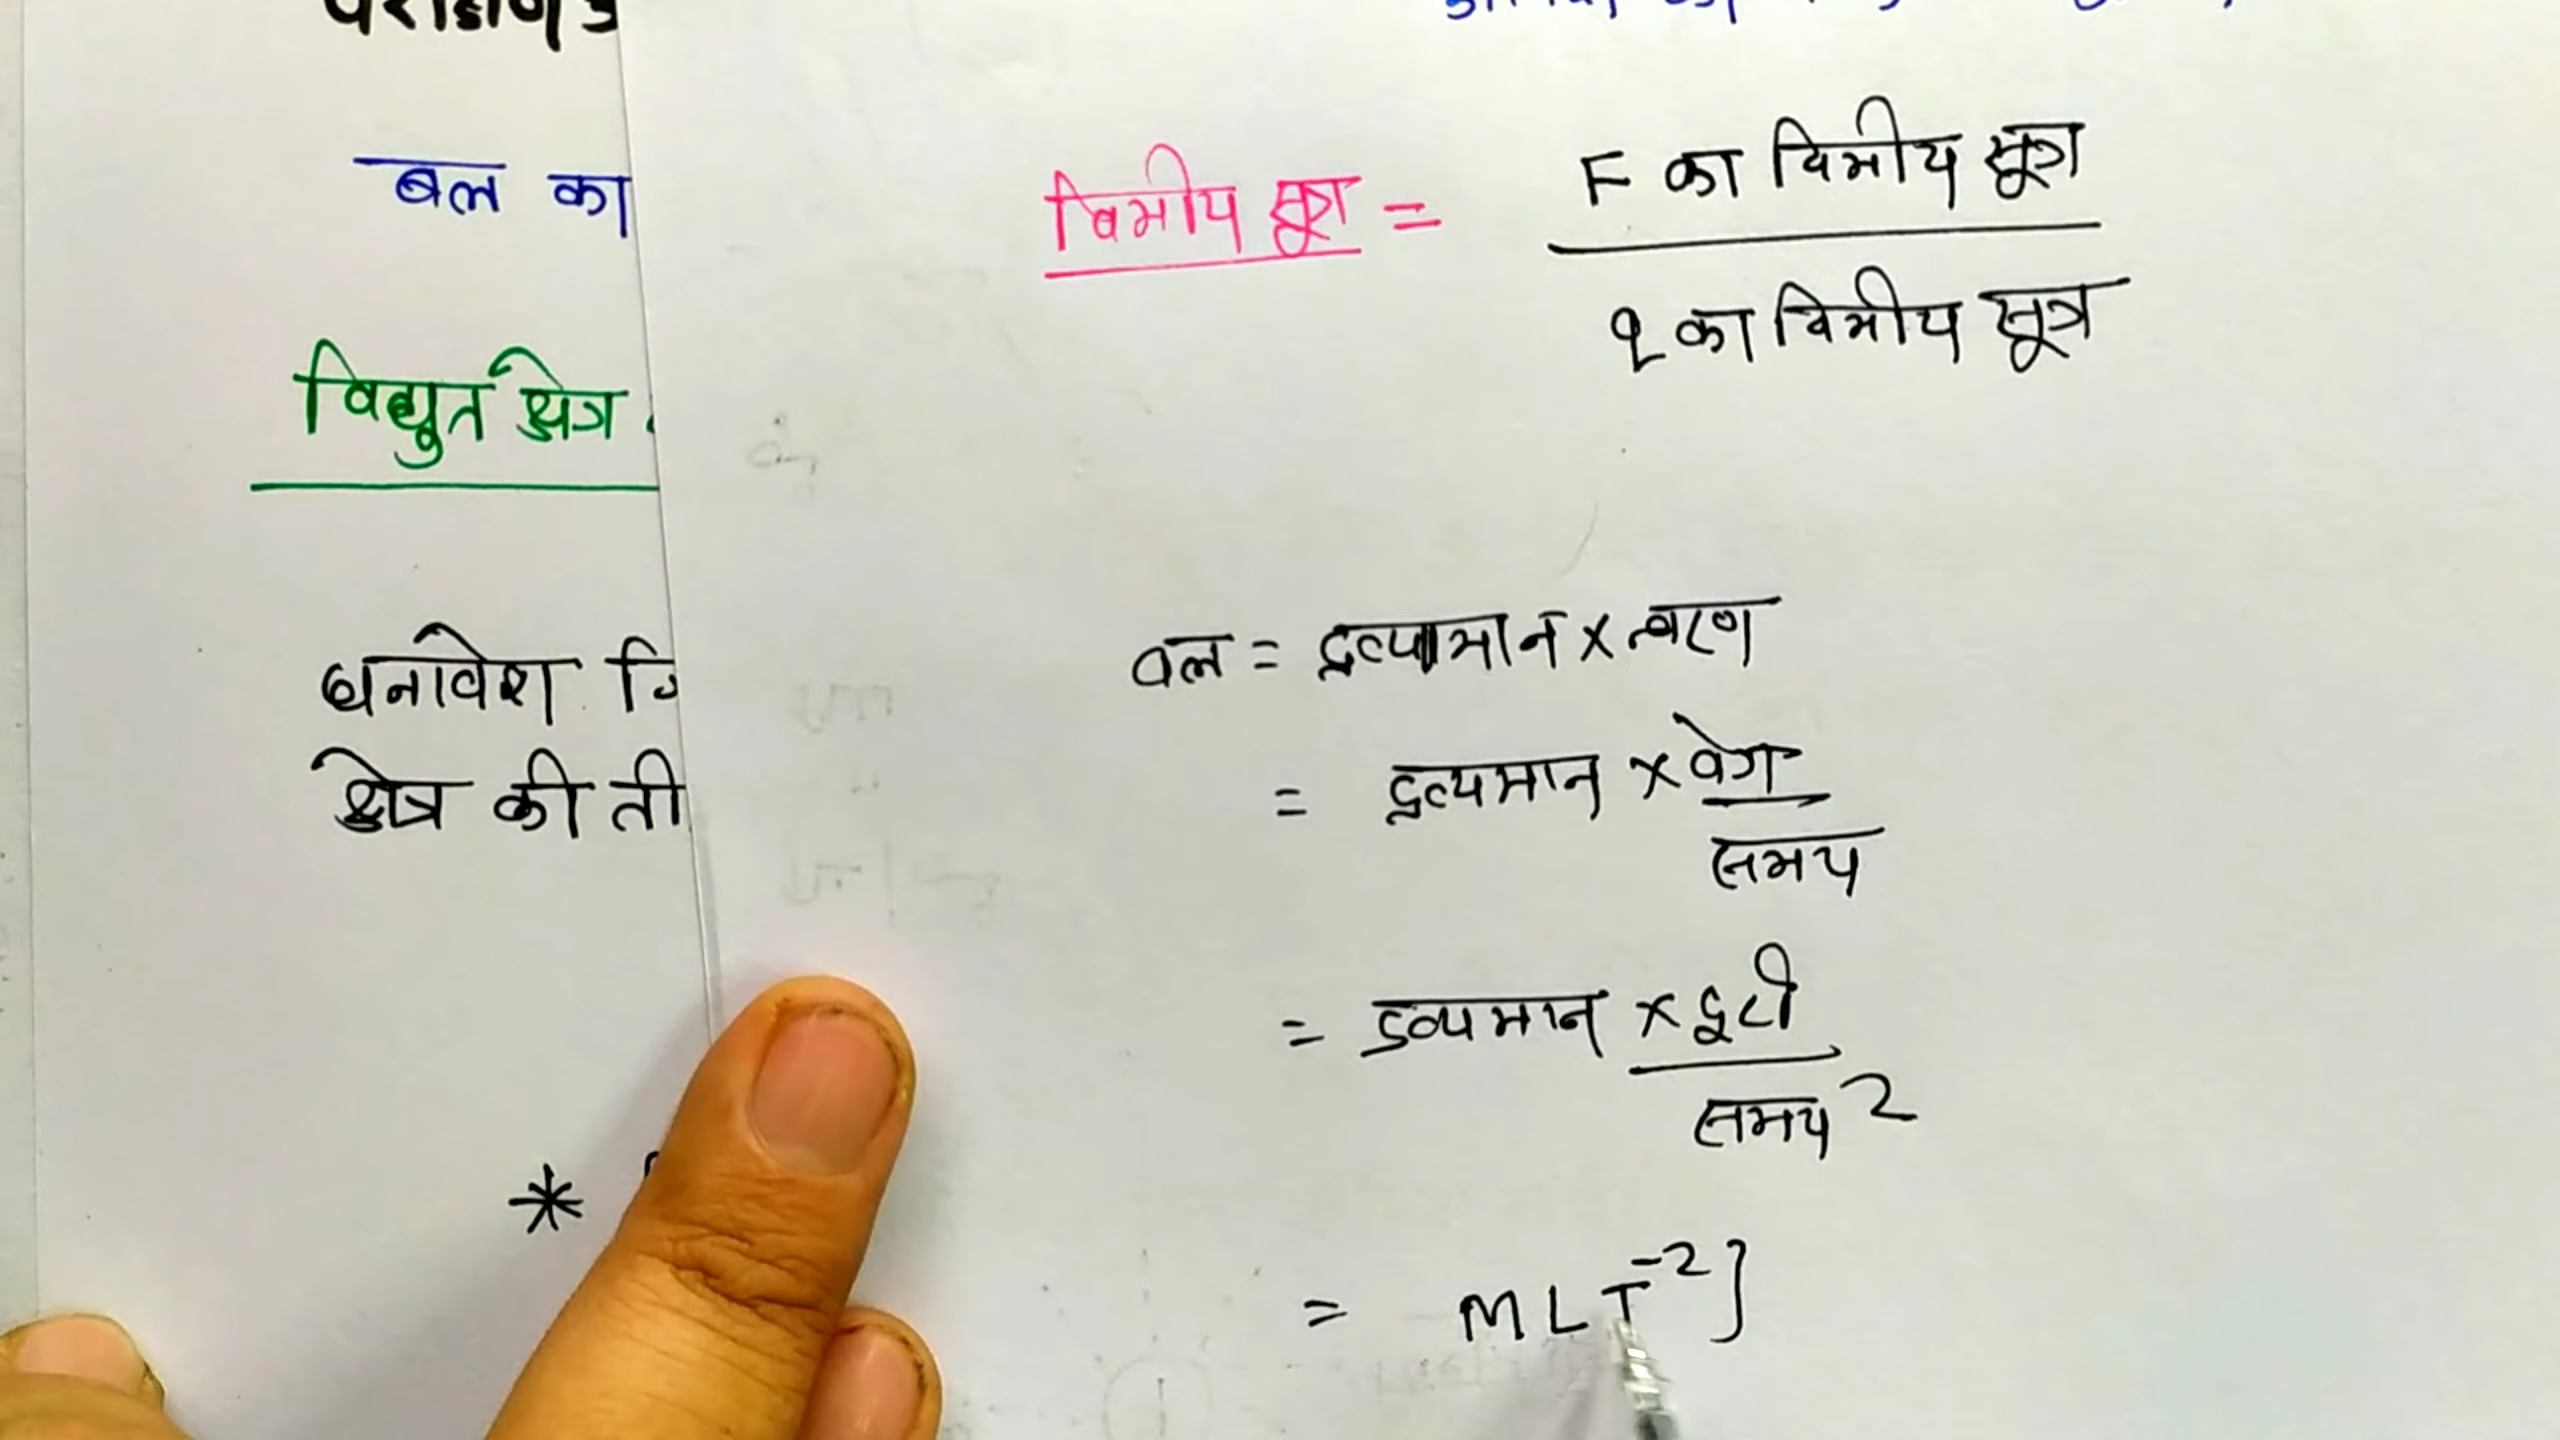 बल का
विद्युत क्षेत्र
धनावेश
क्षेत्र की ती
*
विमीय सूत्र = F का विमीय सूत्र
q का विमीय सूत्र
बल = द्रव्यमान × त्वरण
= द्रव्यमान × वेग
समय
= द्रव्यमान × दूरी
समय 2
= MLT-2]